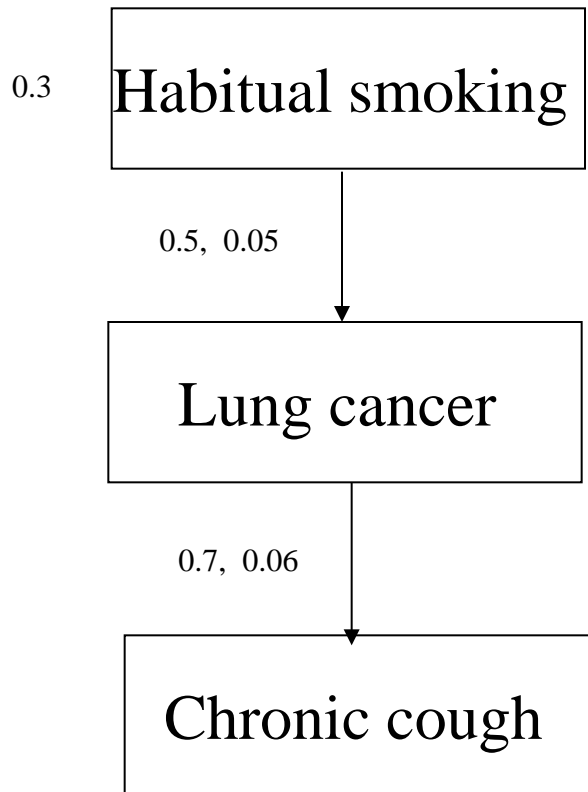 0.3
Habitual smoking
0.5, 0.05
Lung cancer
0.7, 0.06
Chronic cough